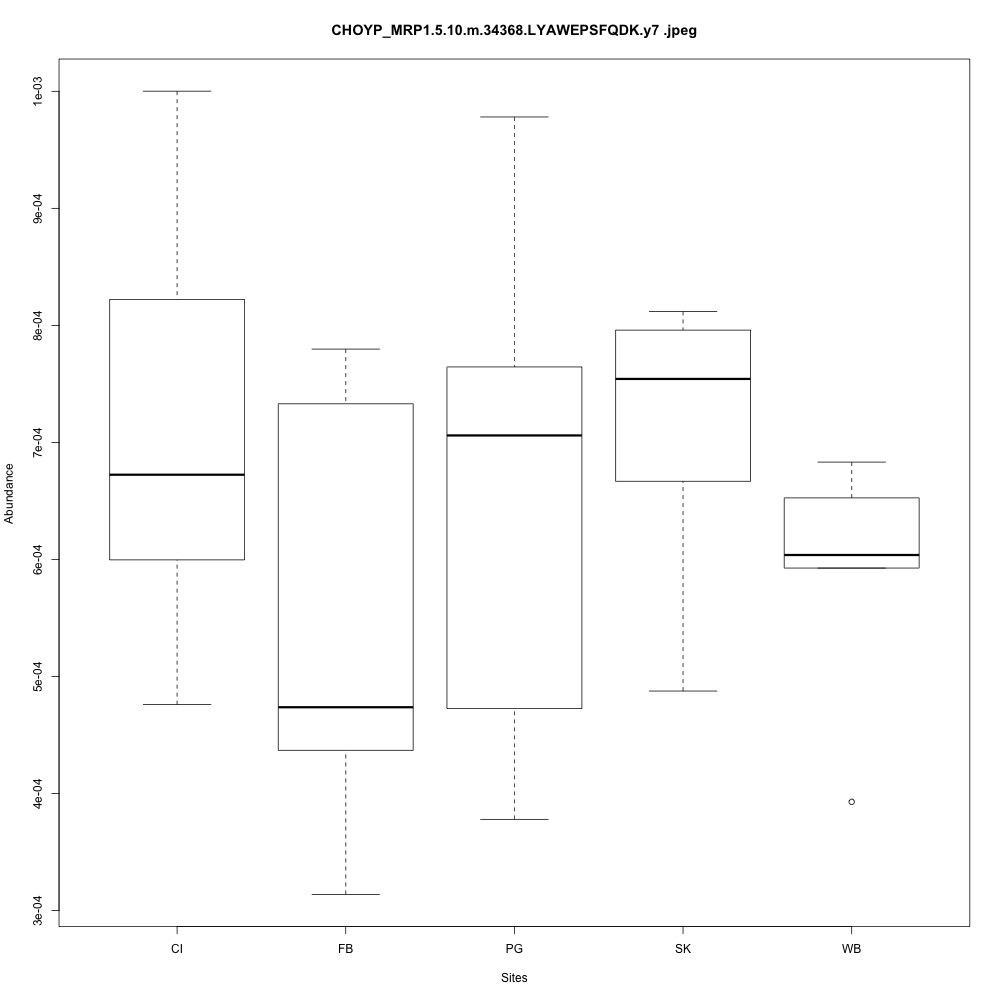 CHOYP_MRP1.5.10.m.34368.LYAWEPSFQDK.y7 .jpeg
1e-03
9e-04
8e-04
7e-04
6e-04
5e-04
4e-04
3e-04
Abundance
CI FB PG SK WB
Sites